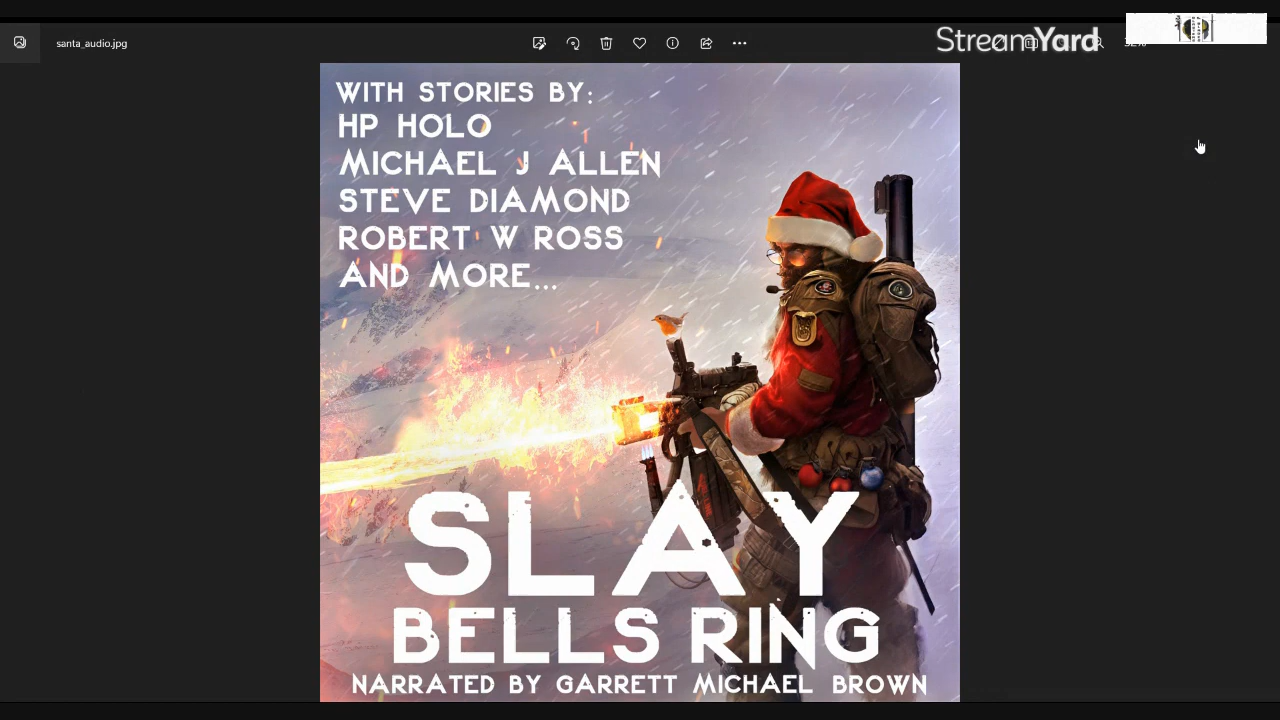 santa_audio.jpg
StreamYard
52%
WITH STORIES BY:
HP HOLO
MICHAEL J ALLEN
STEVE DIAMOND
ROBERT W ROSS
AND MORE...
SLAY
BELLS RING
NARRATED BY GARRETT MICHAEL BROWN